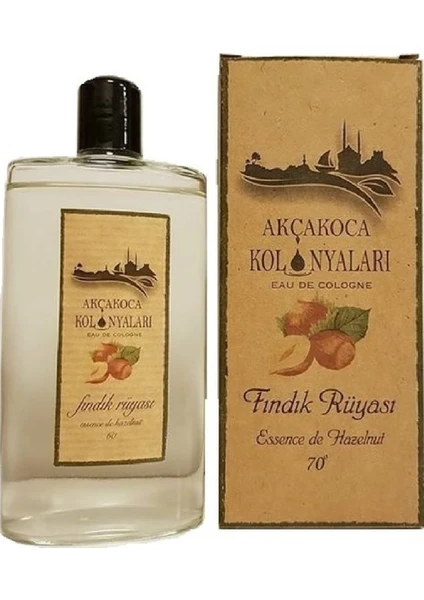 AKÇAKOCA
KOLONYALARI
EAU DE COLOGNE
fındık rüyası
essence de hazelnut
AKÇAKOCA
KOLONYALARI
EAU DE COLOGNE
Fındık Rüyası
Essence de Hazelnut
70°